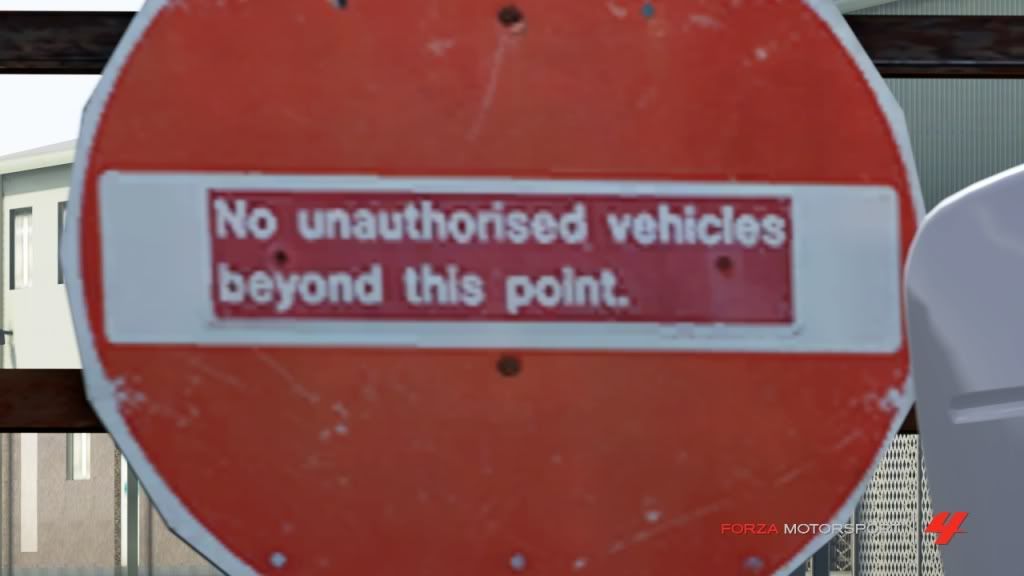 No unauthorised vehicles
beyond this point.
FORZA MOTORSPORT 4